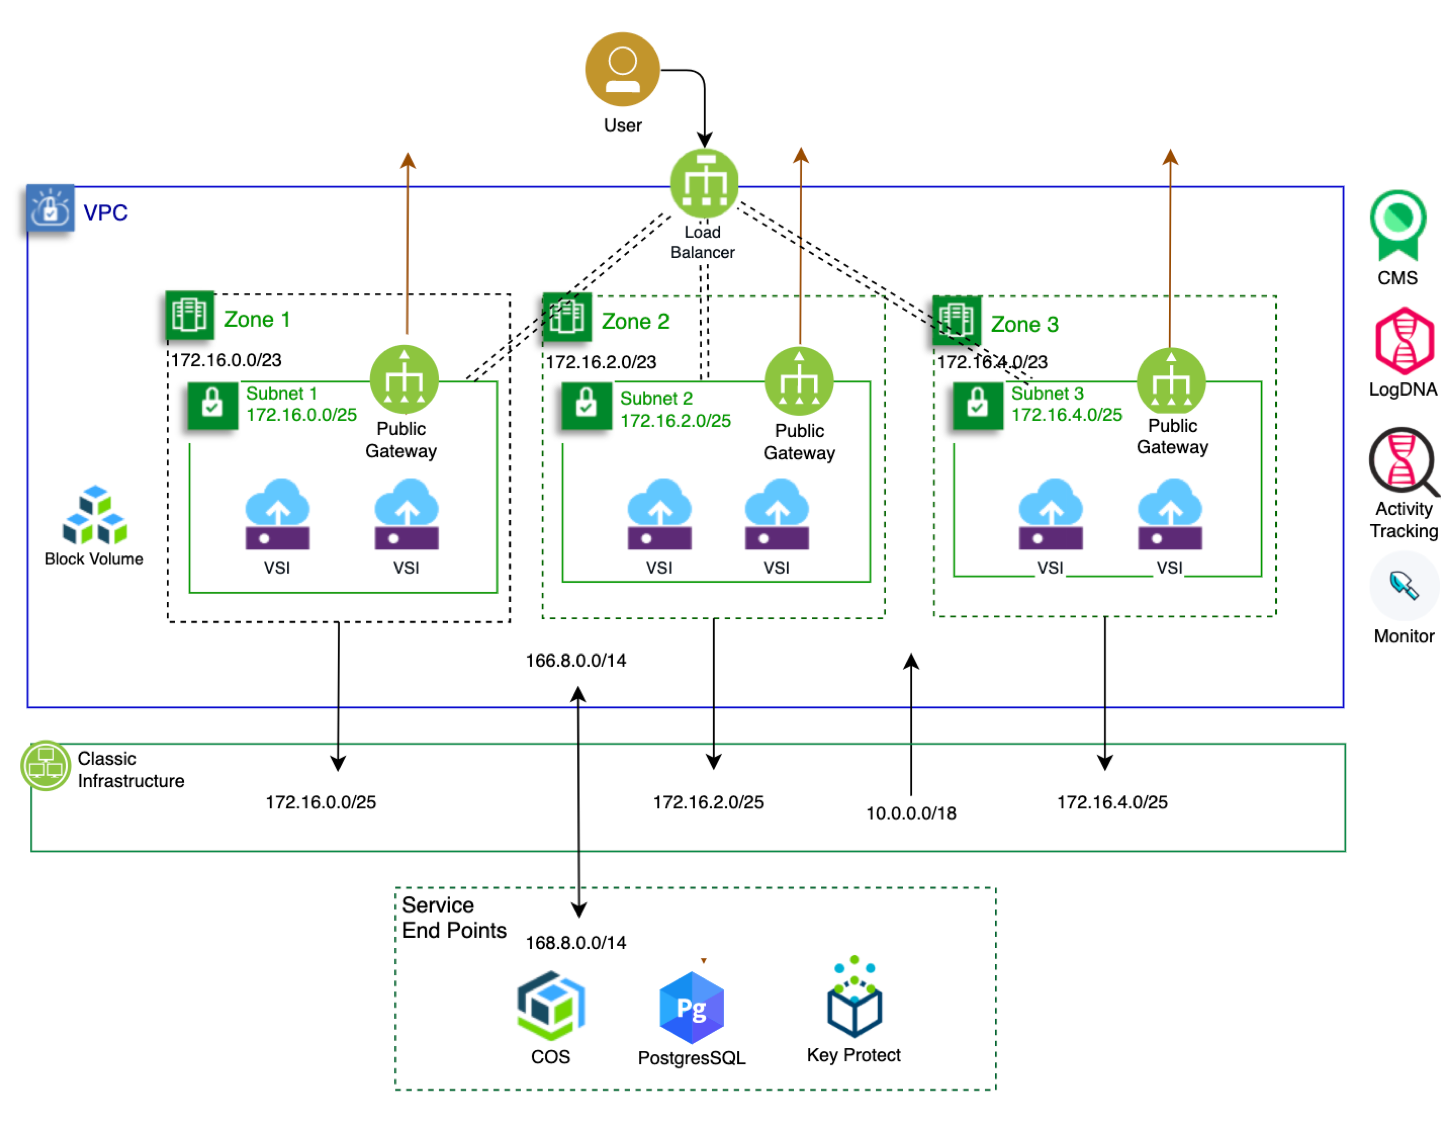 User
VPC
Load
Balancer
CMS
LogDNA
Activity
Tracking
Monitor
Zone 1
172.16.0.0/23
Subnet 1
172.16.0.0/25
Public
Gateway
VSI
VSI
Zone 2
172.16.2.0/23
Subnet 2
172.16.2.0/25
Public
Gateway
VSI
VSI
Zone 3
172.16.4.0/23
Subnet 3
172.16.4.0/25
Public
Gateway
VSI
VSI
Block Volume
166.8.0.0/14
Classic
Infrastructure
172.16.0.0/25
172.16.2.0/25
10.0.0.0/18
172.16.4.0/25
Service
End Points
168.8.0.0/14
COS
Pg
PostgresSQL
Key Protect